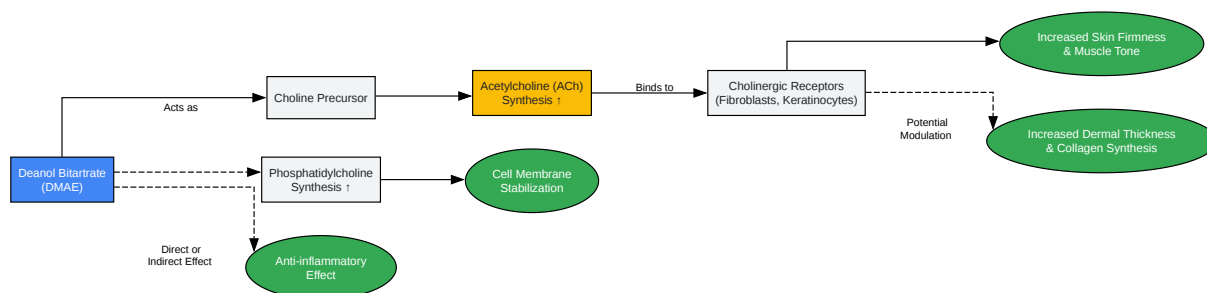 Increased Skin Firmness
& Muscle Tone
Choline Precursor
Acetylcholine (ACh)
Synthesis ↑
Binds to
Cholinergic Receptors
(Fibroblasts, Keratinocytes)
Acts as
Potential
Modulation
Increased Dermal Thickness
& Collagen Synthesis
Deanol Bitartrate
(DMAE)
Phosphatidylcholine
Synthesis ↑
Cell Membrane
Stabilization
Direct or
Indirect Effect
Anti-inflammatory
Effect